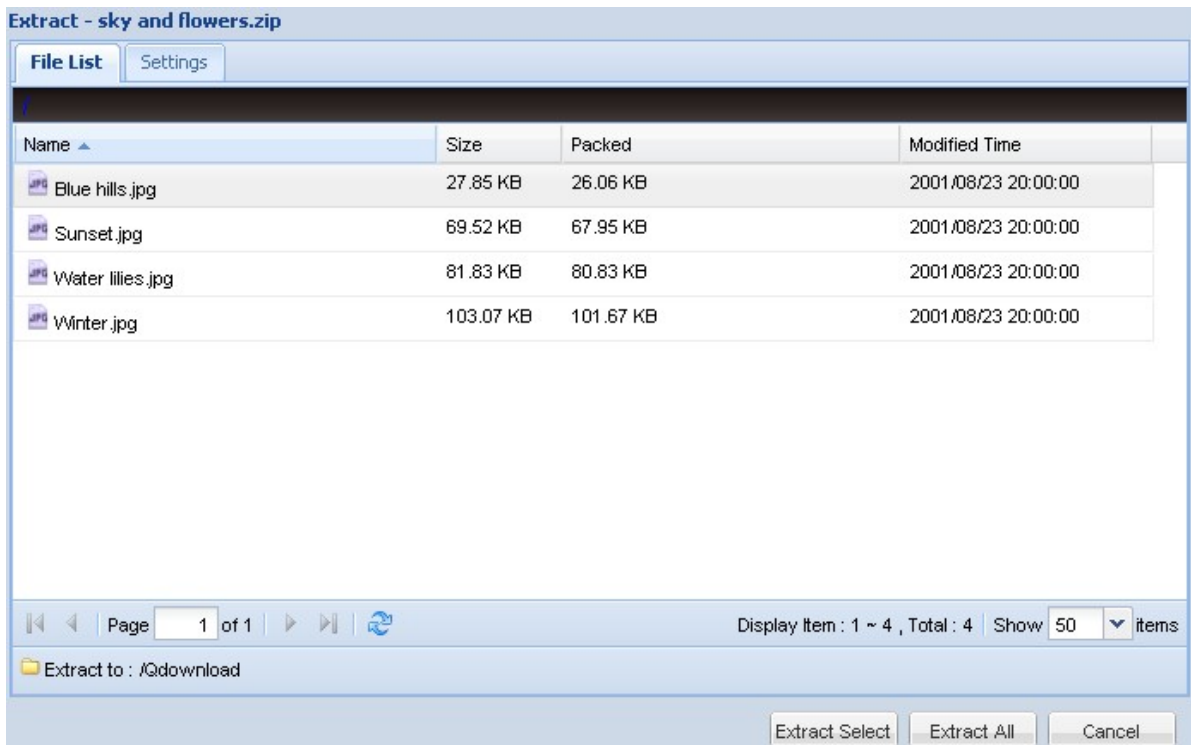 Extract - sky and flowers.zip
File List Settings
/
Name Size Packed Modified Time
JPG Blue hills.jpg 27.85 KB 26.06 KB 2001/08/23 20:00:00
JPG Sunset.jpg 69.52 KB 67.95 KB 2001/08/23 20:00:00
JPG Water lilies.jpg 81.83 KB 80.83 KB 2001/08/23 20:00:00
JPG Winter.jpg 103.07 KB 101.67 KB 2001/08/23 20:00:00
Page 1 of 1 Display Item : 1 ~ 4 , Total : 4 Show 50 items
Extract to : /Qdownload
Extract Select Extract All Cancel